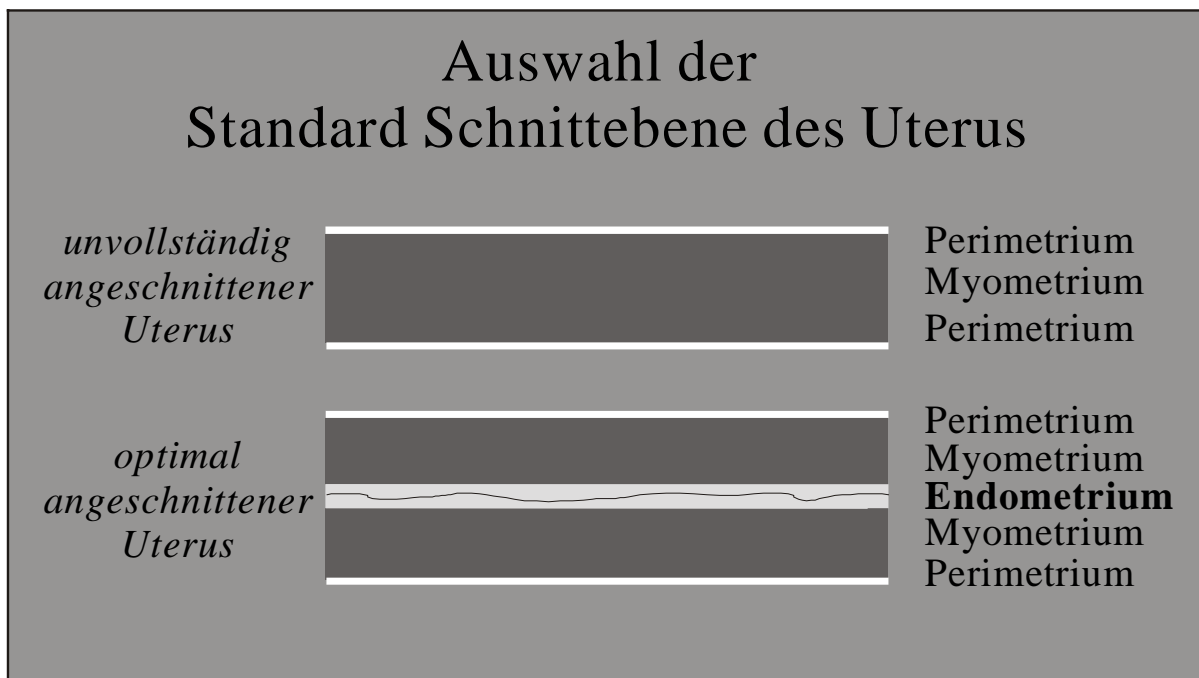 Auswahl der
Standard Schnittebene des Uterus
unvollständig
angeschnittener
Uterus
Perimetrium
Myometrium
Perimetrium
optimal
angeschnittener
Uterus
Perimetrium
Myometrium
Endometrium
Myometrium
Perimetrium